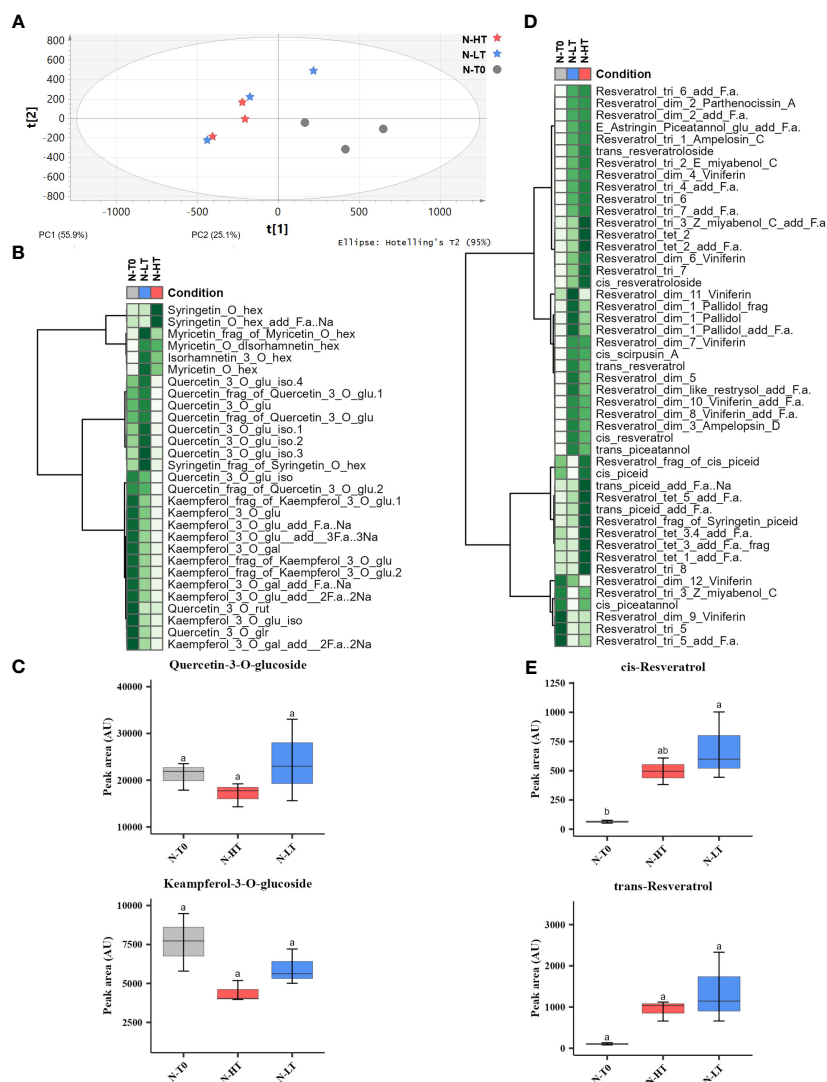 A
N-HT
N-LT
N-T0
800
600
400
200
0
-200
-400
-600
-800
t[2]
-1000
-500
0
500
1000
t[1]
PC1 (55.9%)
PC2 (25.1%)
Ellipse: Hotelling's T2 (95%)
B
N-T0
N-LT
N-HT
Condition
Syringetin_O_hex
Syringetin_O_hex_add_F.a..Na
Myricetin_frag_of_Myricetin_O_hex
Myricetin_O_dIsorhamnetin_hex
Isorhamnetin_3_O_hex
Myricetin_O_hex
Quercetin_3_O_glu_iso.4
Quercetin_frag_of_Quercetin_3_O_glu.1
Quercetin_3_O_glu
Quercetin_frag_of_Quercetin_3_O_glu
Quercetin_3_O_glu_iso.1
Quercetin_3_O_glu_iso.2
Quercetin_3_O_glu_iso.3
Syringetin_frag_of_Syringetin_O_hex
Quercetin_3_O_glu_iso
Quercetin_frag_of_Quercetin_3_O_glu.2
Kaempferol_frag_of_Kaempferol_3_O_glu.1
Kaempferol_3_O_glu
Kaempferol_3_O_glu_add_F.a..Na
Kaempferol_3_O_glu__add__3F.a..3Na
Kaempferol_3_O_gal
Kaempferol_frag_of_Kaempferol_3_O_glu
Kaempferol_frag_of_Kaempferol_3_O_glu.2
Kaempferol_3_O_gal_add_F.a..Na
Kaempferol_3_O_glu_add__2F.a..2Na
Quercetin_3_O_rut
Kaempferol_3_O_glu_iso
Quercetin_3_O_glr
Kaempferol_3_O_gal_add__2F.a..2Na
C
Quercetin-3-O-glucoside
Peak area (AU)
40000
30000
20000
10000
a
a
a
N-T0
N-HT
N-LT
Keampferol-3-O-glucoside
Peak area (AU)
10000
7500
5000
2500
a
a
a
N-T0
N-HT
N-LT
D
N-T0
N-LT
N-HT
Condition
Resveratrol_tri_6_add_F.a.
Resveratrol_dim_2_Parthenocissin_A
Resveratrol_dim_2_add_F.a.
E_Astringin_Piceatannol_glu_add_F.a.
Resveratrol_tri_1_Ampelosin_C
trans_resveratroloside
Resveratrol_tri_2_E_miyabenol_C
Resveratrol_dim_4_Viniferin
Resveratrol_tri_4_add_F.a.
Resveratrol_tri_6
Resveratrol_tri_7_add_F.a.
Resveratrol_tri_3_Z_miyabenol_C_add_F.a
Resveratrol_tet_2
Resveratrol_tet_2_add_F.a.
Resveratrol_dim_6_Viniferin
Resveratrol_tri_7
cis_resveratroloside
Resveratrol_dim_11_Viniferin
Resveratrol_dim_1_Pallidol_frag
Resveratrol_dim_1_Pallidol
Resveratrol_dim_1_Pallidol_add_F.a.
Resveratrol_dim_7_Viniferin
cis_scirpusin_A
trans_resveratrol
Resveratrol_dim_5
Resveratrol_dim_like_restrysol_add_F.a.
Resveratrol_dim_10_Viniferin_add_F.a.
Resveratrol_dim_8_Viniferin_add_F.a.
Resveratrol_dim_3_Ampelopsin_D
cis_resveratrol
trans_piceatannol
Resveratrol_frag_of_cis_piceid
cis_piceid
trans_piceid_add_F.a..Na
Resveratrol_tet_5_add_F.a.
trans_piceid_add_F.a.
Resveratrol_frag_of_Syringetin_piceid
Resveratrol_tet_3.4_add_F.a.
Resveratrol_tet_3_add_F.a._frag
Resveratrol_tet_1_add_F.a.
Resveratrol_tri_8
Resveratrol_dim_12_Viniferin
Resveratrol_tri_3_Z_miyabenol_C
cis_piceatannol
Resveratrol_dim_9_Viniferin
Resveratrol_tri_5
Resveratrol_tri_5_add_F.a.
E
cis-Resveratrol
Peak area (AU)
1250
1000
750
500
250
0
b
ab
a
N-T0
N-HT
N-LT
trans-Resveratrol
Peak area (AU)
3000
2000
1000
0
a
a
a
N-T0
N-HT
N-LT